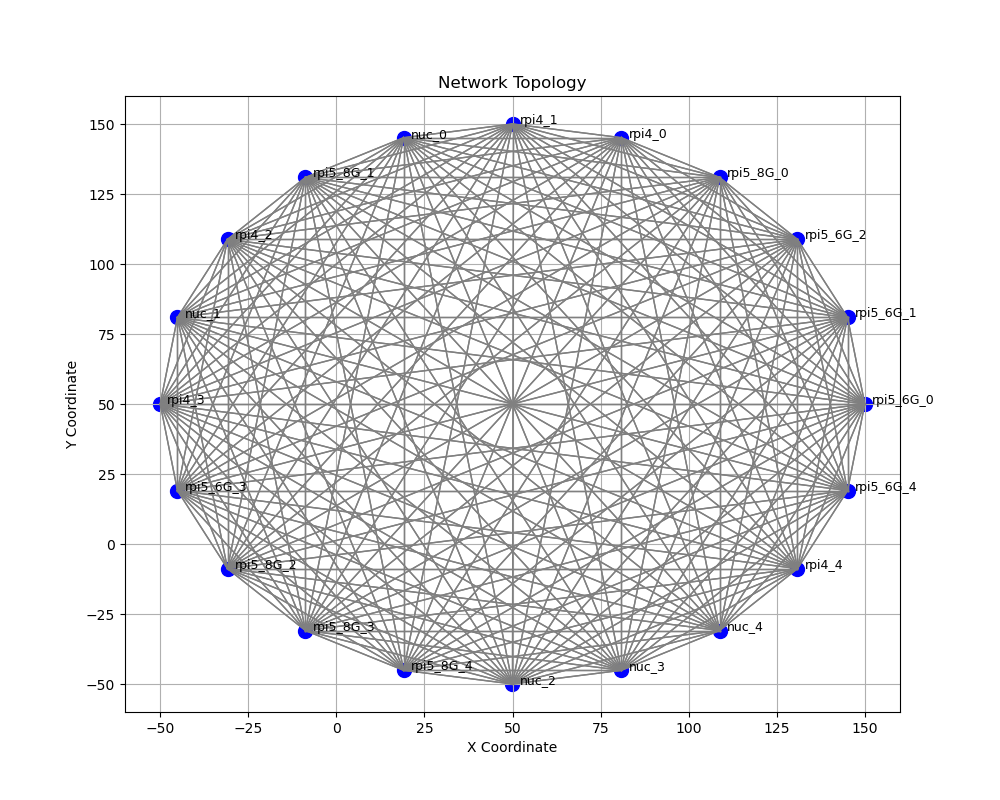 Network Topology
Y Coordinate
150
125
100
75
50
25
0
−25
−50
rpi4_1
nuc_0
rpi4_0
rpi5_8G_1
rpi5_8G_0
rpi4_2
rpi5_6G_2
nuc_1
rpi5_6G_1
rpi4_3
rpi5_6G_0
rpi5_6G_3
rpi5_6G_4
rpi5_8G_2
rpi4_4
rpi5_8G_3
nuc_4
rpi5_8G_4
nuc_3
nuc_2
−50
−25
0
25
50
75
100
125
150
X Coordinate